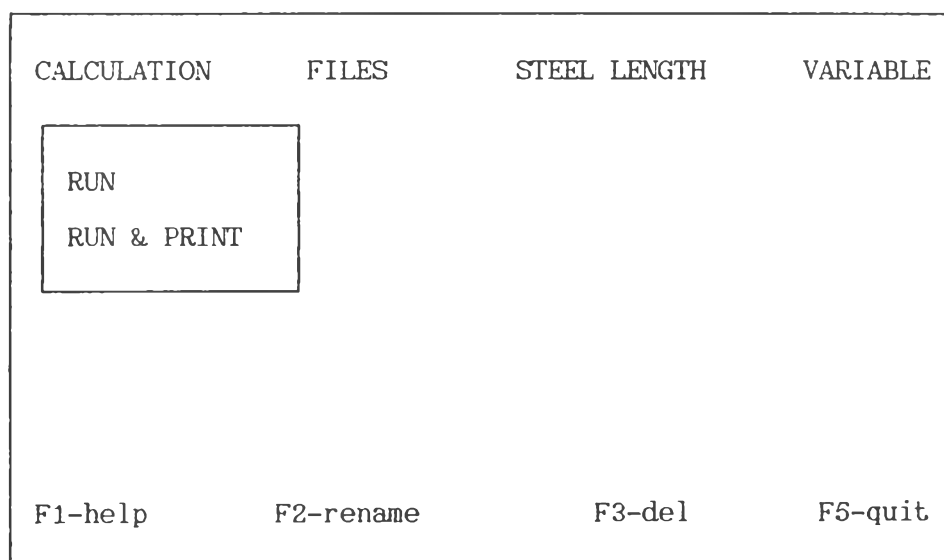 CALCULATION FILES STEEL LENGTH VARIABLE
RUN
RUN & PRINT
F1-help F2-rename F3-del F5-quit